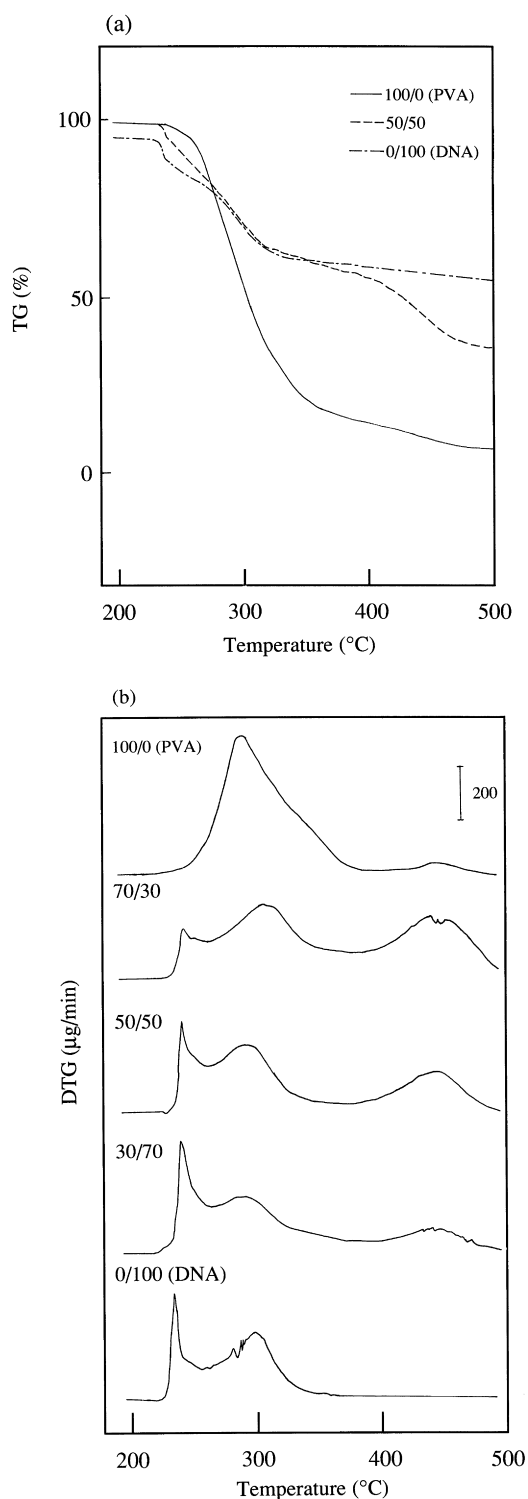 (a)
100/0 (PVA)
50/50
0/100 (DNA)
100
50
0
TG (%)
200 300 400 500
Temperature (°C)
(b)
100/0 (PVA)
200
70/30
50/50
30/70
0/100 (DNA)
DTG (μg/min)
200 300 400 500
Temperature (°C)